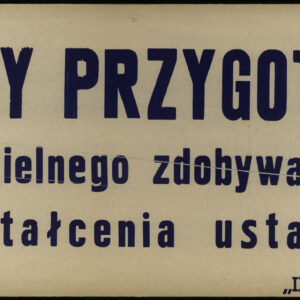 Y PRZYGOT
ielnego zdobywa
tałcenia usta